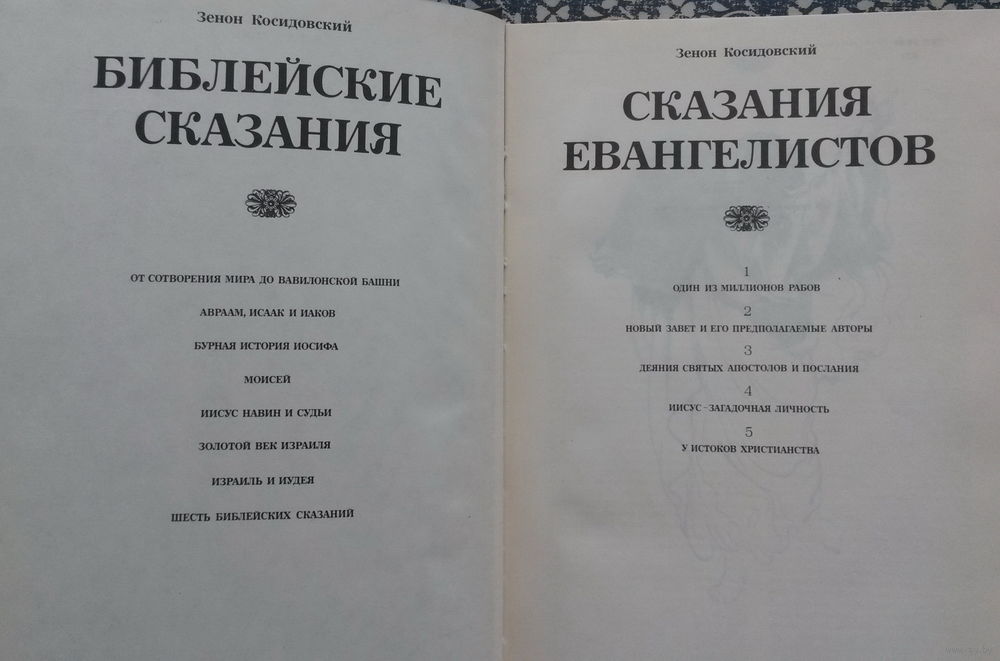 Зенон Косидовский
БИБЛЕЙСКИЕ
СКАЗАНИЯ
ОТ СОТВОРЕНИЯ МИРА ДО ВАВИЛОНСКОЙ БАШНИ
АВРААМ, ИСААК И ИАКОВ
БУРНАЯ ИСТОРИЯ ИОСИФА
МОИСЕЙ
ИИСУС НАВИН И СУДЬИ
ЗОЛОТОЙ ВЕК ИЗРАИЛЯ
ИЗРАИЛЬ И ИУДЕЯ
ШЕСТЬ БИБЛЕЙСКИХ СКАЗАНИЙ
Зенон Косидовский
СКАЗАНИЯ
ЕВАНГЕЛИСТОВ
1
ОДИН ИЗ МИЛЛИОНОВ РАБОВ
2
НОВЫЙ ЗАВЕТ И ЕГО ПРЕДПОЛАГАЕМЫЕ АВТОРЫ
3
ДЕЯНИЯ СВЯТЫХ АПОСТОЛОВ И ПОСЛАНИЯ
4
ИИСУС – ЗАГАДОЧНАЯ ЛИЧНОСТЬ
5
У ИСТОКОВ ХРИСТИАНСТВА